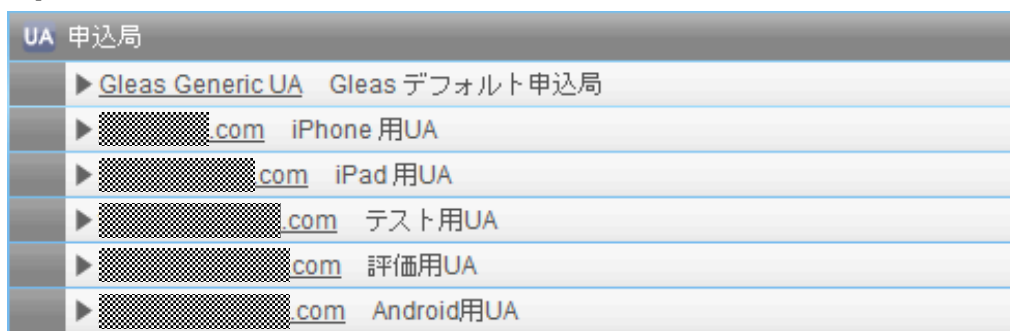 UA 申込局
▶ Gleas Generic UA Gleas デフォルト申込局
▶ .com iPhone 用UA
▶ .com iPad 用UA
▶ .com テスト用UA
▶ .com 評価用UA
▶ .com Android用UA